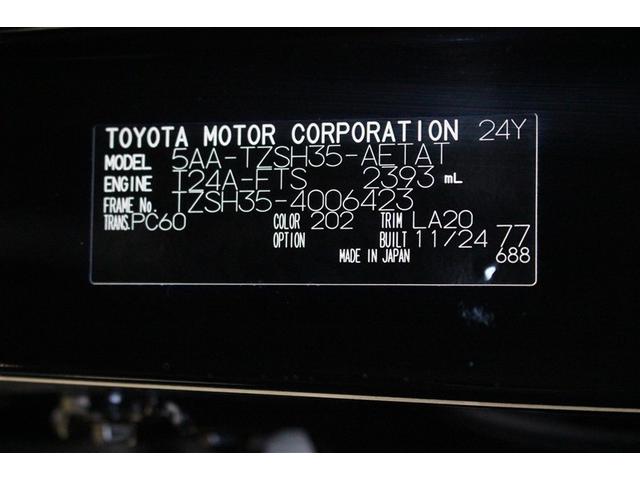 TOYOTA MOTOR CORPORATION 24Y
MODEL 5AA-TZSH35-AETAT
ENGINE T24A-FTS 2393 mL
FRAME No. TZSH35-4006423
TRANS. PC60 COLOR 202 TRIM LA20
OPTION BUILT 11/24 77
MADE IN JAPAN 688